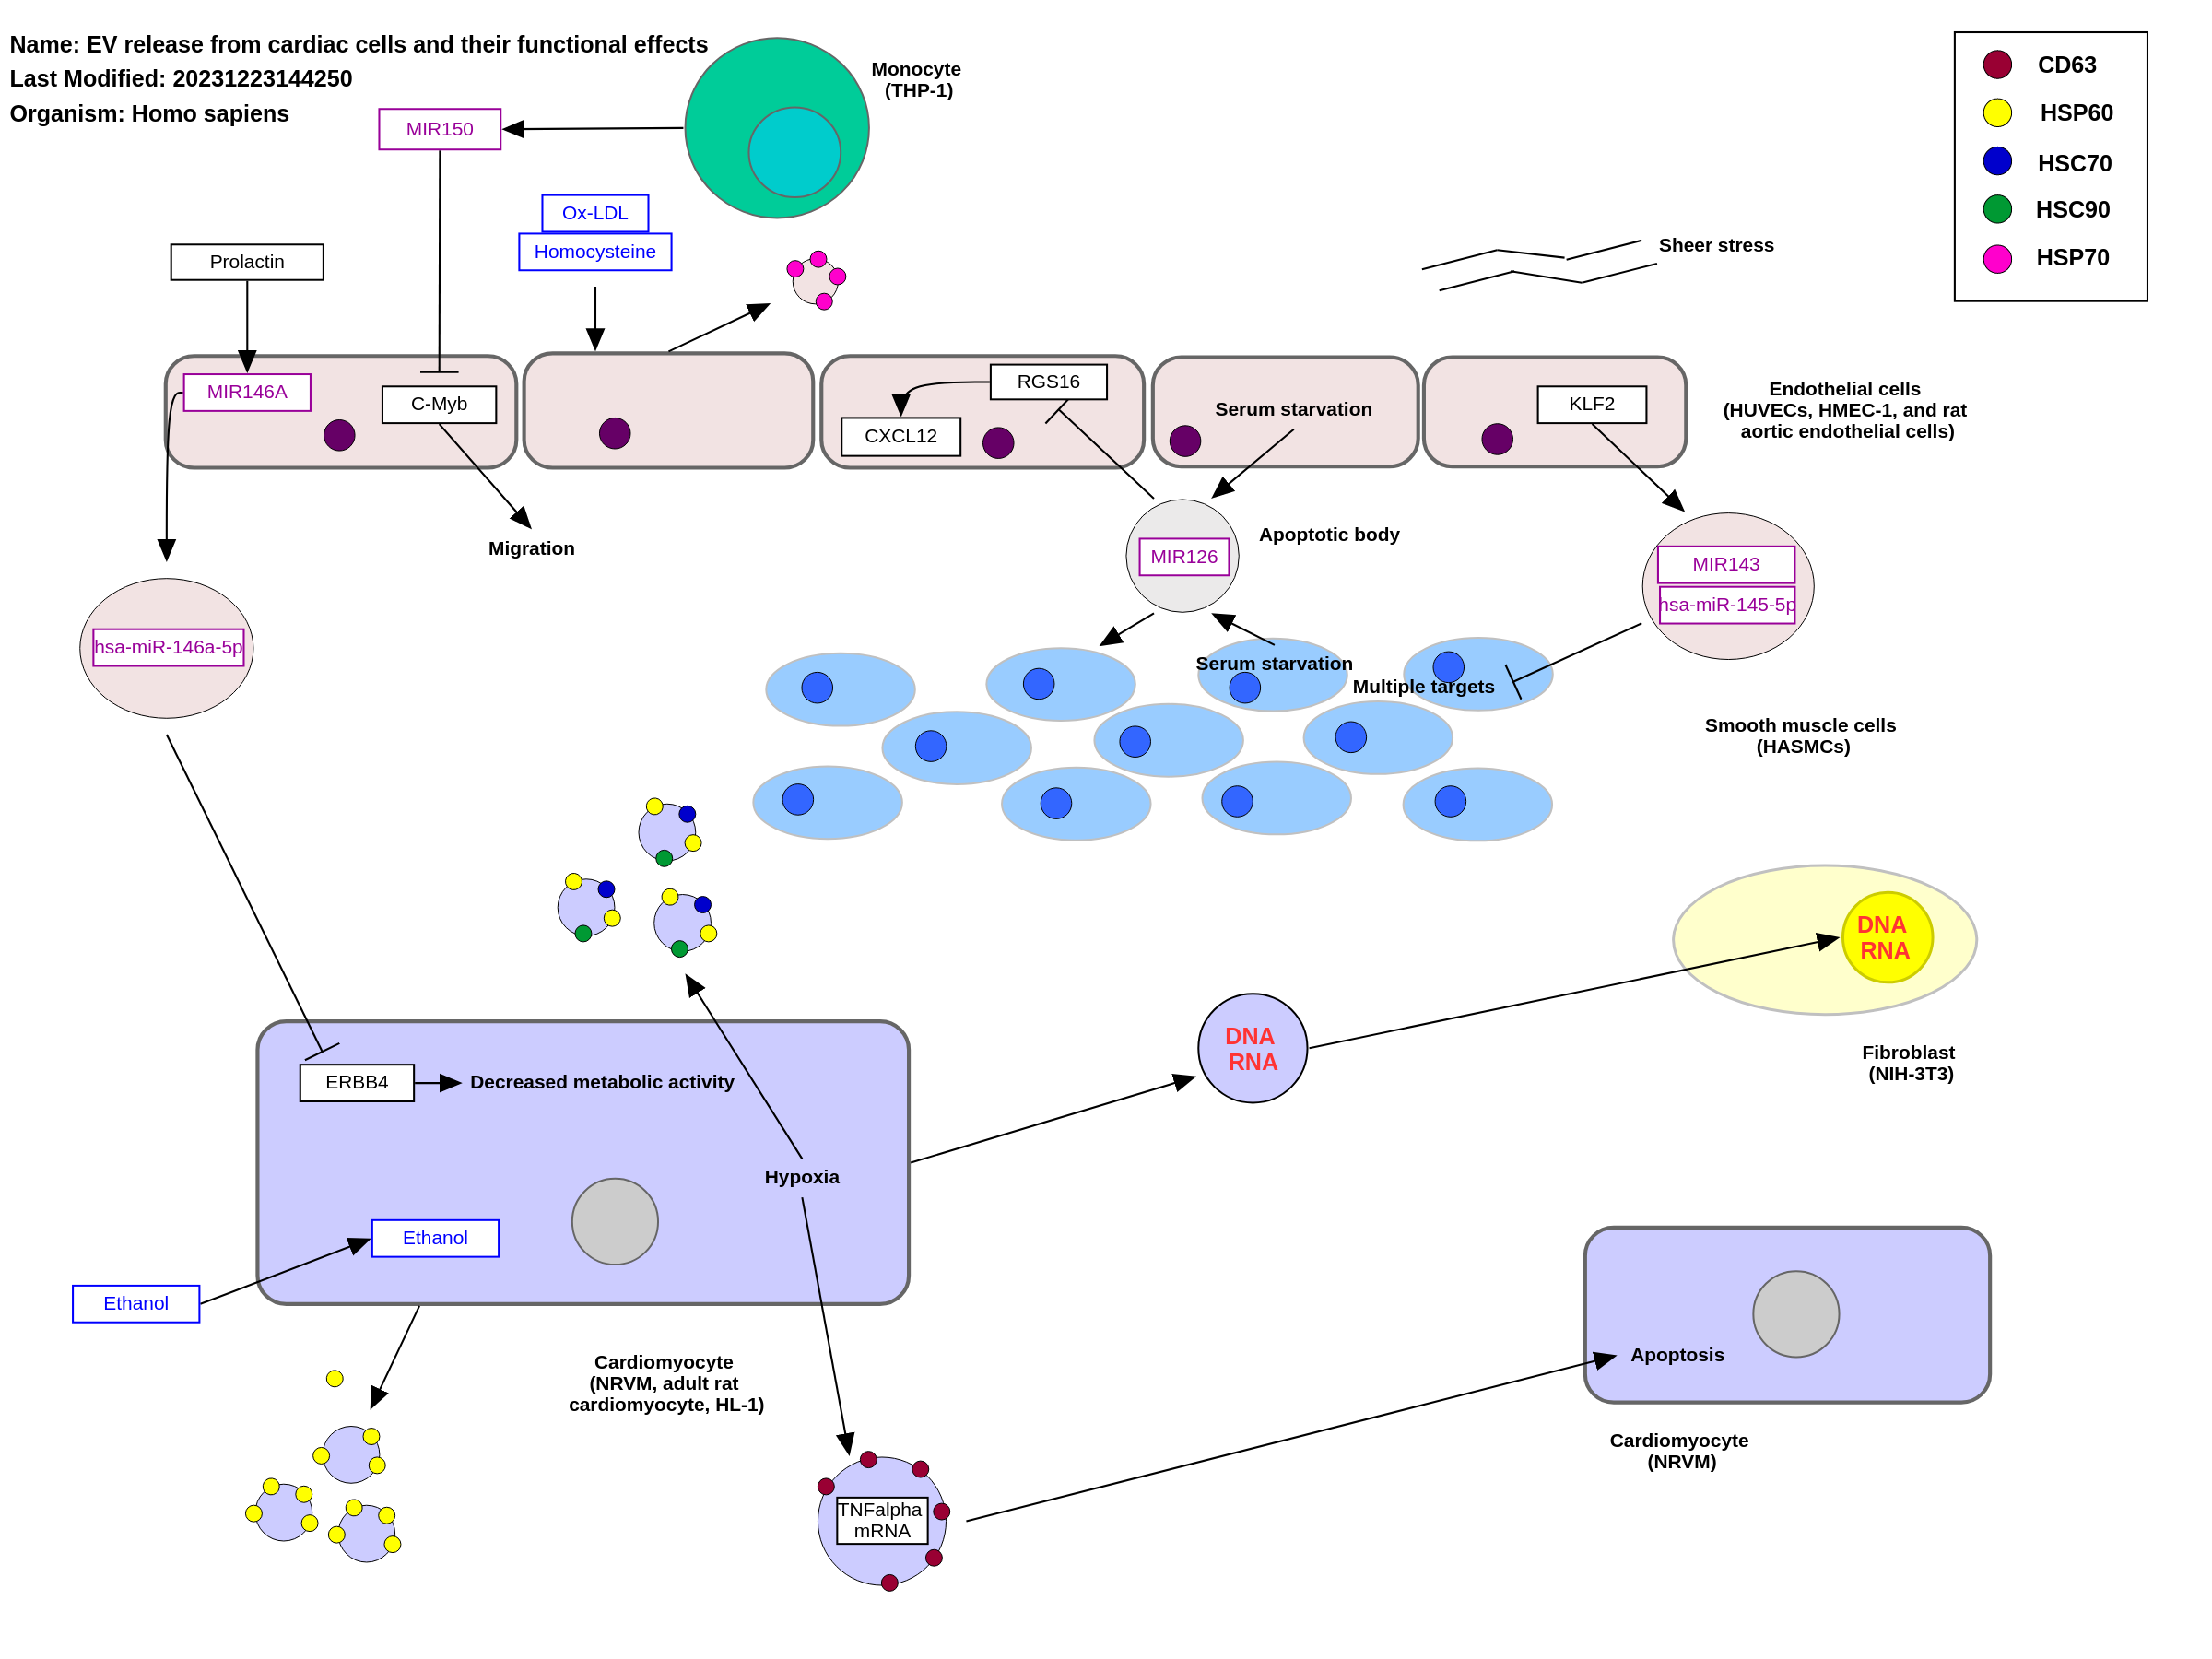 Name: EV release from cardiac cells and their functional effects
Last Modified: 20231223144250
Organism: Homo sapiens
Monocyte
(THP-1)
CD63
HSP60
HSC70
HSC90
HSP70
MIR150
Ox-LDL
Homocysteine
Prolactin
Sheer stress
MIR146A
C-Myb
RGS16
CXCL12
Serum starvation
KLF2
Endothelial cells
(HUVECs, HMEC-1, and rat
aortic endothelial cells)
Migration
Apoptotic body
MIR126
MIR143
hsa-miR-145-5p
hsa-miR-146a-5p
Serum starvation
Multiple targets
Smooth muscle cells
(HASMCs)
DNA
RNA
Fibroblast
(NIH-3T3)
DNA
RNA
ERBB4
Decreased metabolic activity
Hypoxia
Ethanol
Ethanol
Cardiomyocyte
(NRVM, adult rat
cardiomyocyte, HL-1)
Apoptosis
Cardiomyocyte
(NRVM)
TNFalpha
mRNA